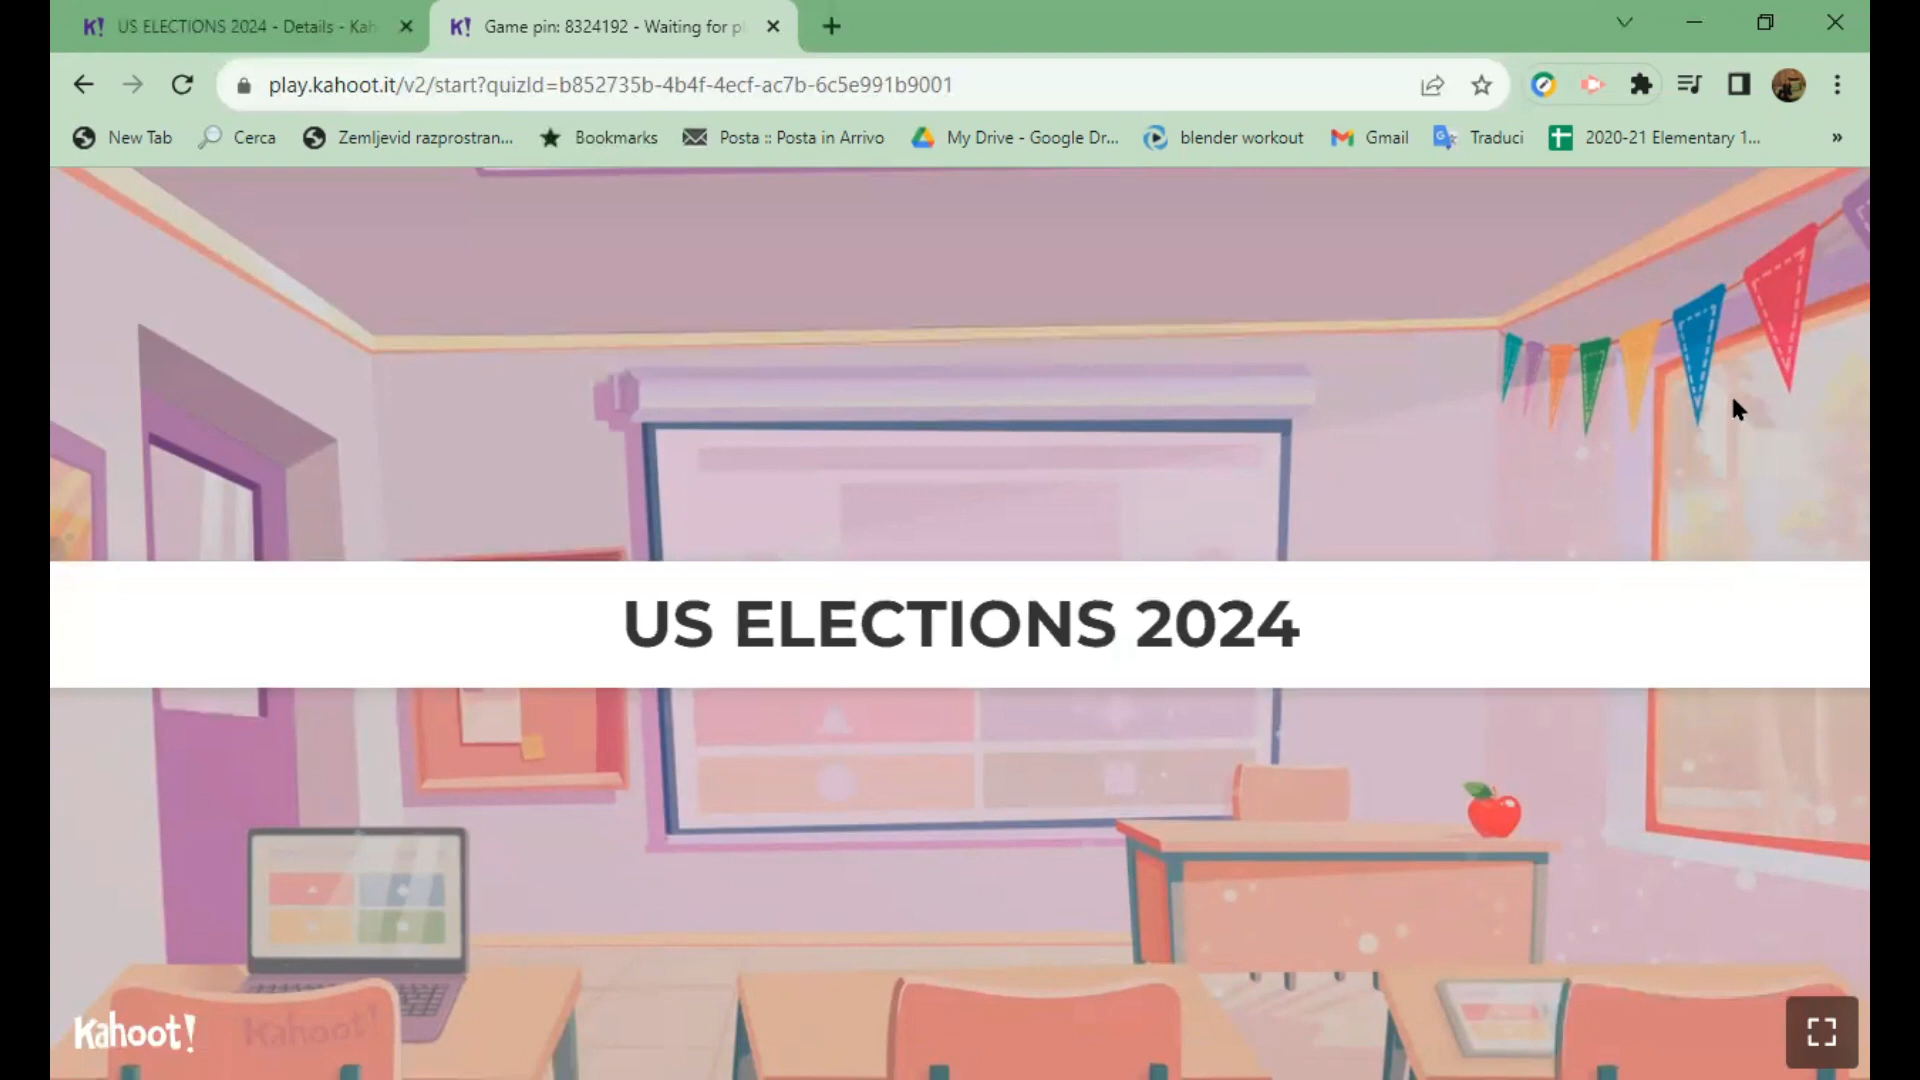 US ELECTIONS 2024 - Details - Kah
Game pin: 8324192 - Waiting for pl
play.kahoot.it/v2/start?quizId=b852735b-4b4f-4ecf-ac7b-6c5e991b9001
New Tab
Cerca
Zemljevid razprostran...
Bookmarks
Posta :: Posta in Arrivo
My Drive - Google Dr...
blender workout
Gmail
Traduci
2020-21 Elementary 1...
»
US ELECTIONS 2024
Kahoot!
Kahoot!